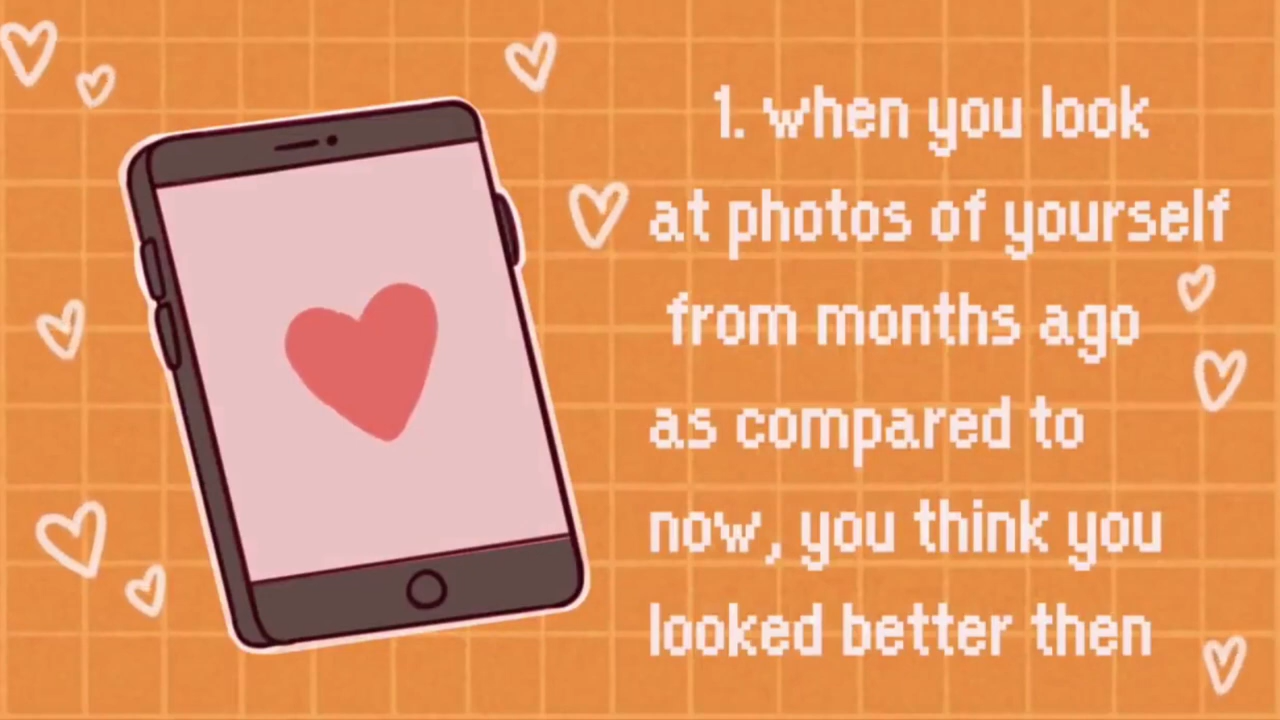 1. when you look
at photos of yourself
from months ago
as compared to
now, you think you
looked better then